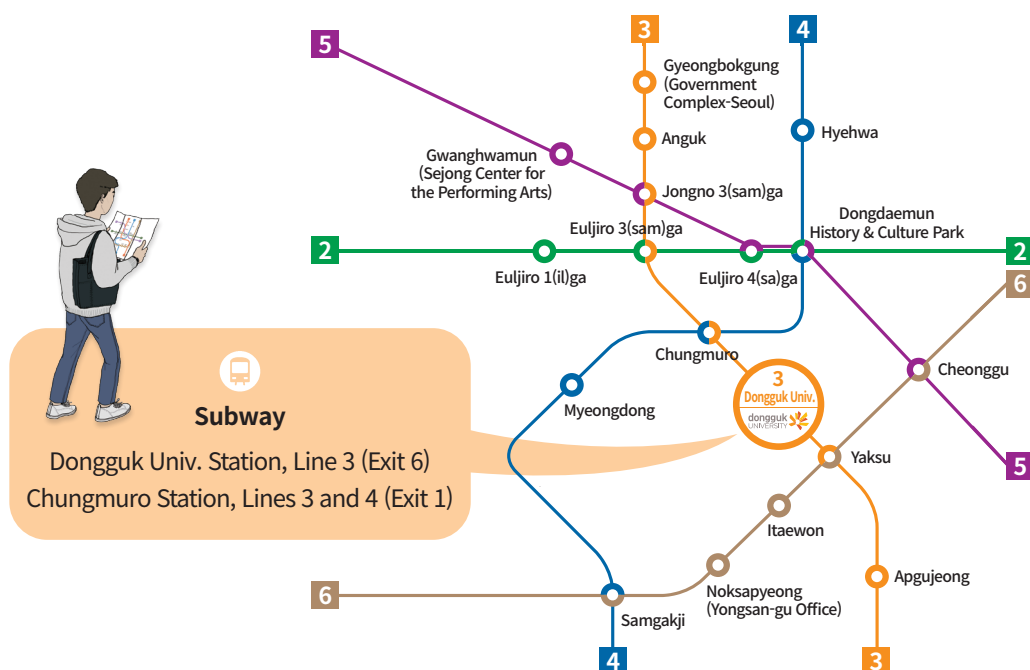 3
4
5
Gyeongbokgung
(Government
Complex-Seoul)
Hyehwa
Anguk
Gwanghwamun
(Sejong Center for
the Performing Arts)
Jongno 3(sam)ga
Euljiro 3(sam)ga
Dongdaemun
History & Culture Park
2
2
Euljiro 1(il)ga
Euljiro 4(sa)ga
6
Chungmuro
Cheonggu
3
Dongguk Univ.
dongguk
UNIVERSITY
Myeongdong
Subway
Dongguk Univ. Station, Line 3 (Exit 6)
Chungmuro Station, Lines 3 and 4 (Exit 1)
Yaksu
5
Itaewon
Apgujeong
Noksapyeong
(Yongsan-gu Office)
6
Samgakji
4
3